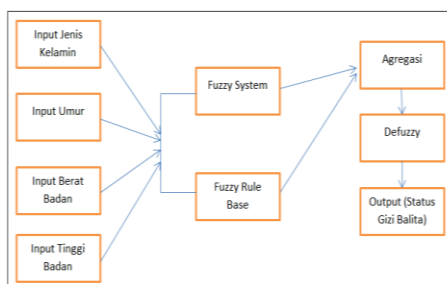 Input Jenis
Kelamin
Input Umur
Input Berat
Badan
Input Tinggi
Badan
Fuzzy System
Fuzzy Rule
Base
Agregasi
Defuzzy
Output (Status
Gizi Balita)